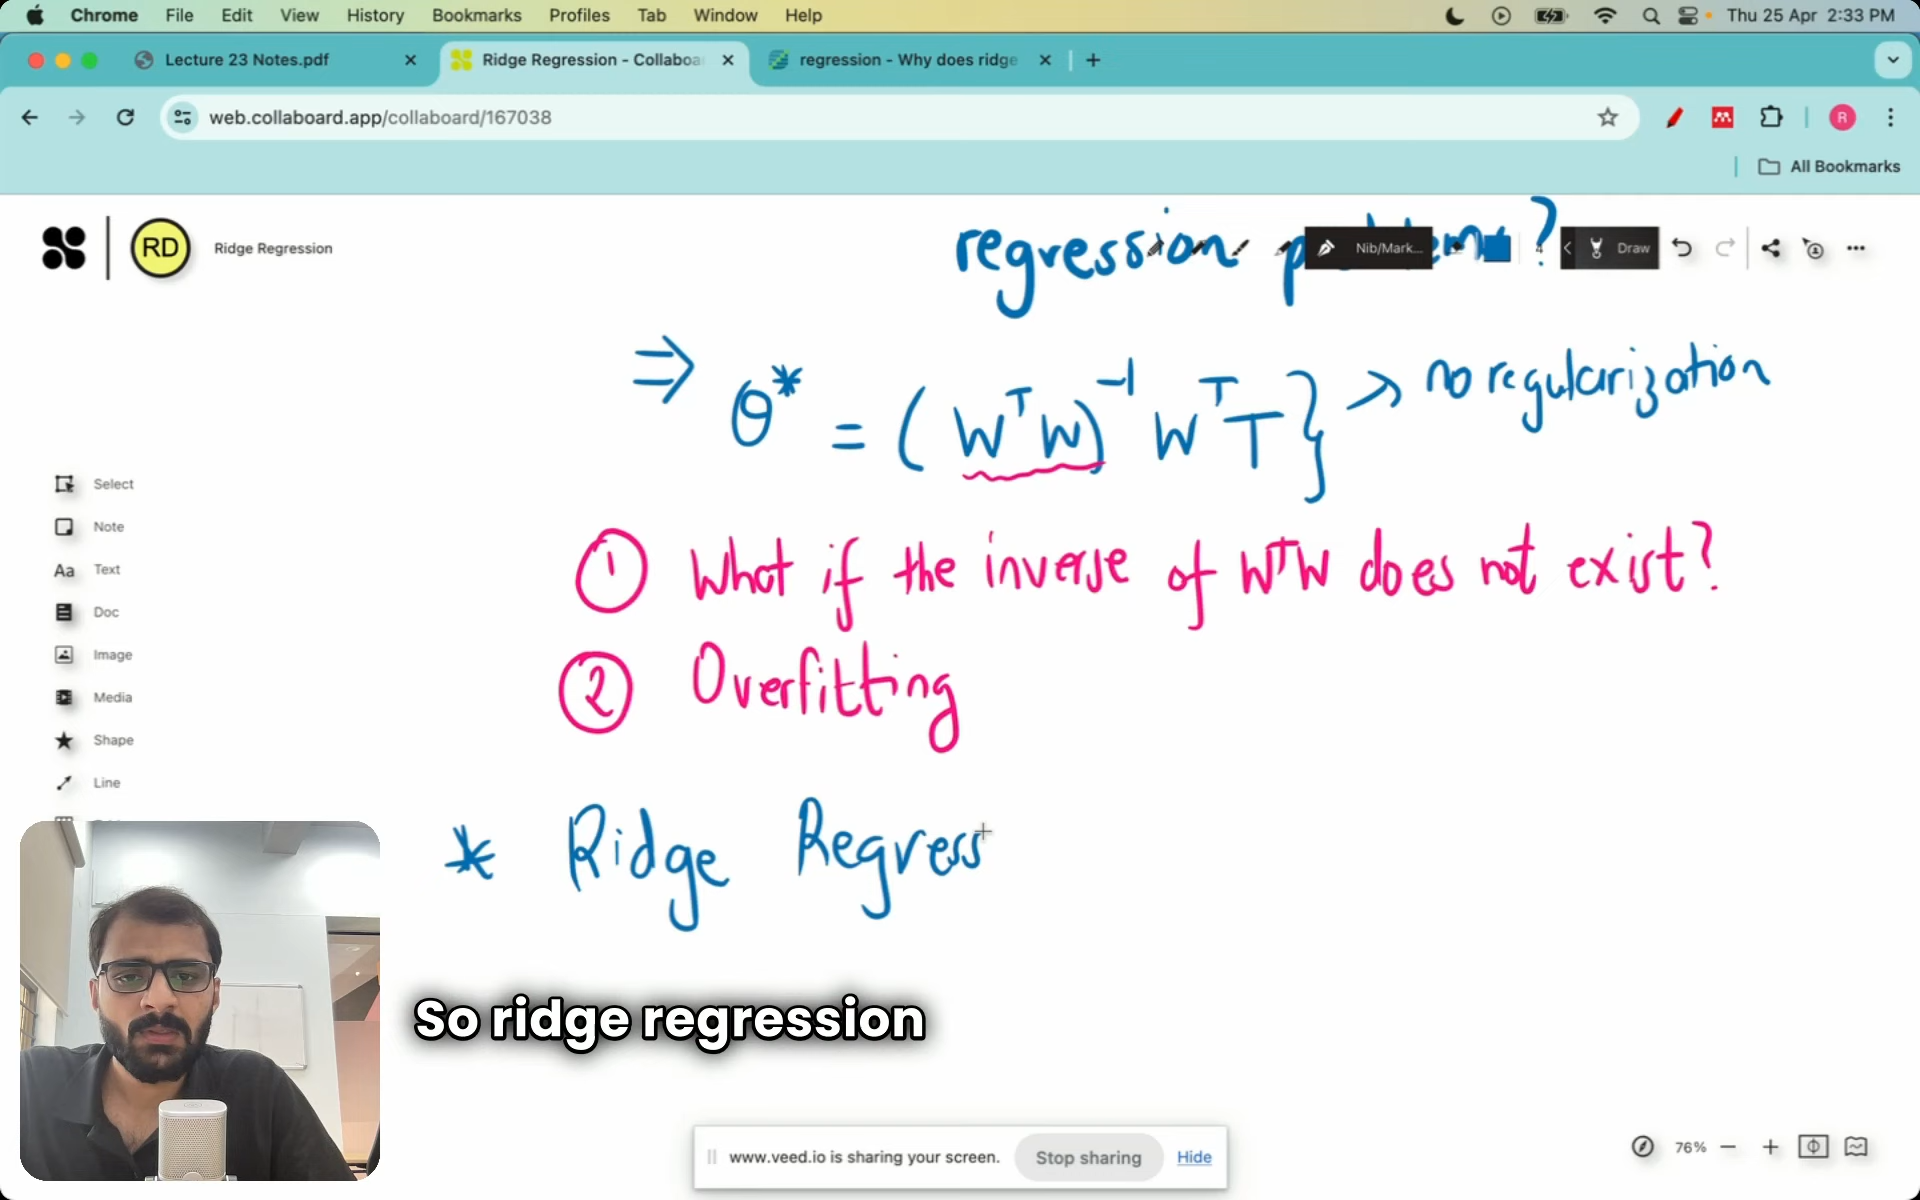 Chrome File Edit View History Bookmarks Profiles Tab Window Help Thu 25 Apr 2:33 PM
Lecture 23 Notes.pdf Ridge Regression - Collaboa regression - Why does ridge
web.collaboard.app/collaboard/167038 R
All Bookmarks
RD Ridge Regression Nib/Mark... 4 Draw
regression problems?
⇒ θ* = (WᵀW)⁻¹ WᵀT } → no regularization
① What if the inverse of WᵀW does not exist?
② Overfitting
* Ridge Regress
Select
Note
Aa Text
Doc
Image
Media
Shape
Line
So ridge regression
www.veed.io is sharing your screen. Stop sharing Hide
76% − +